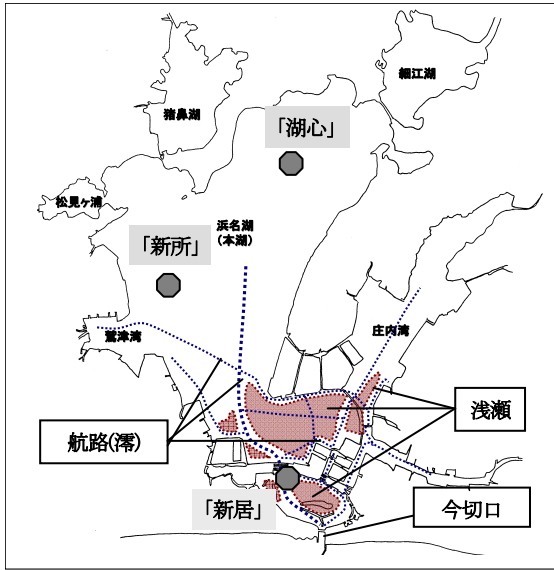 細江湖
猪鼻湖
「湖心」
松見ヶ浦
浜名湖
(本湖)
「新所」
鷲津湾
庄内湾
浅瀬
航路(澪)
「新居」
今切口